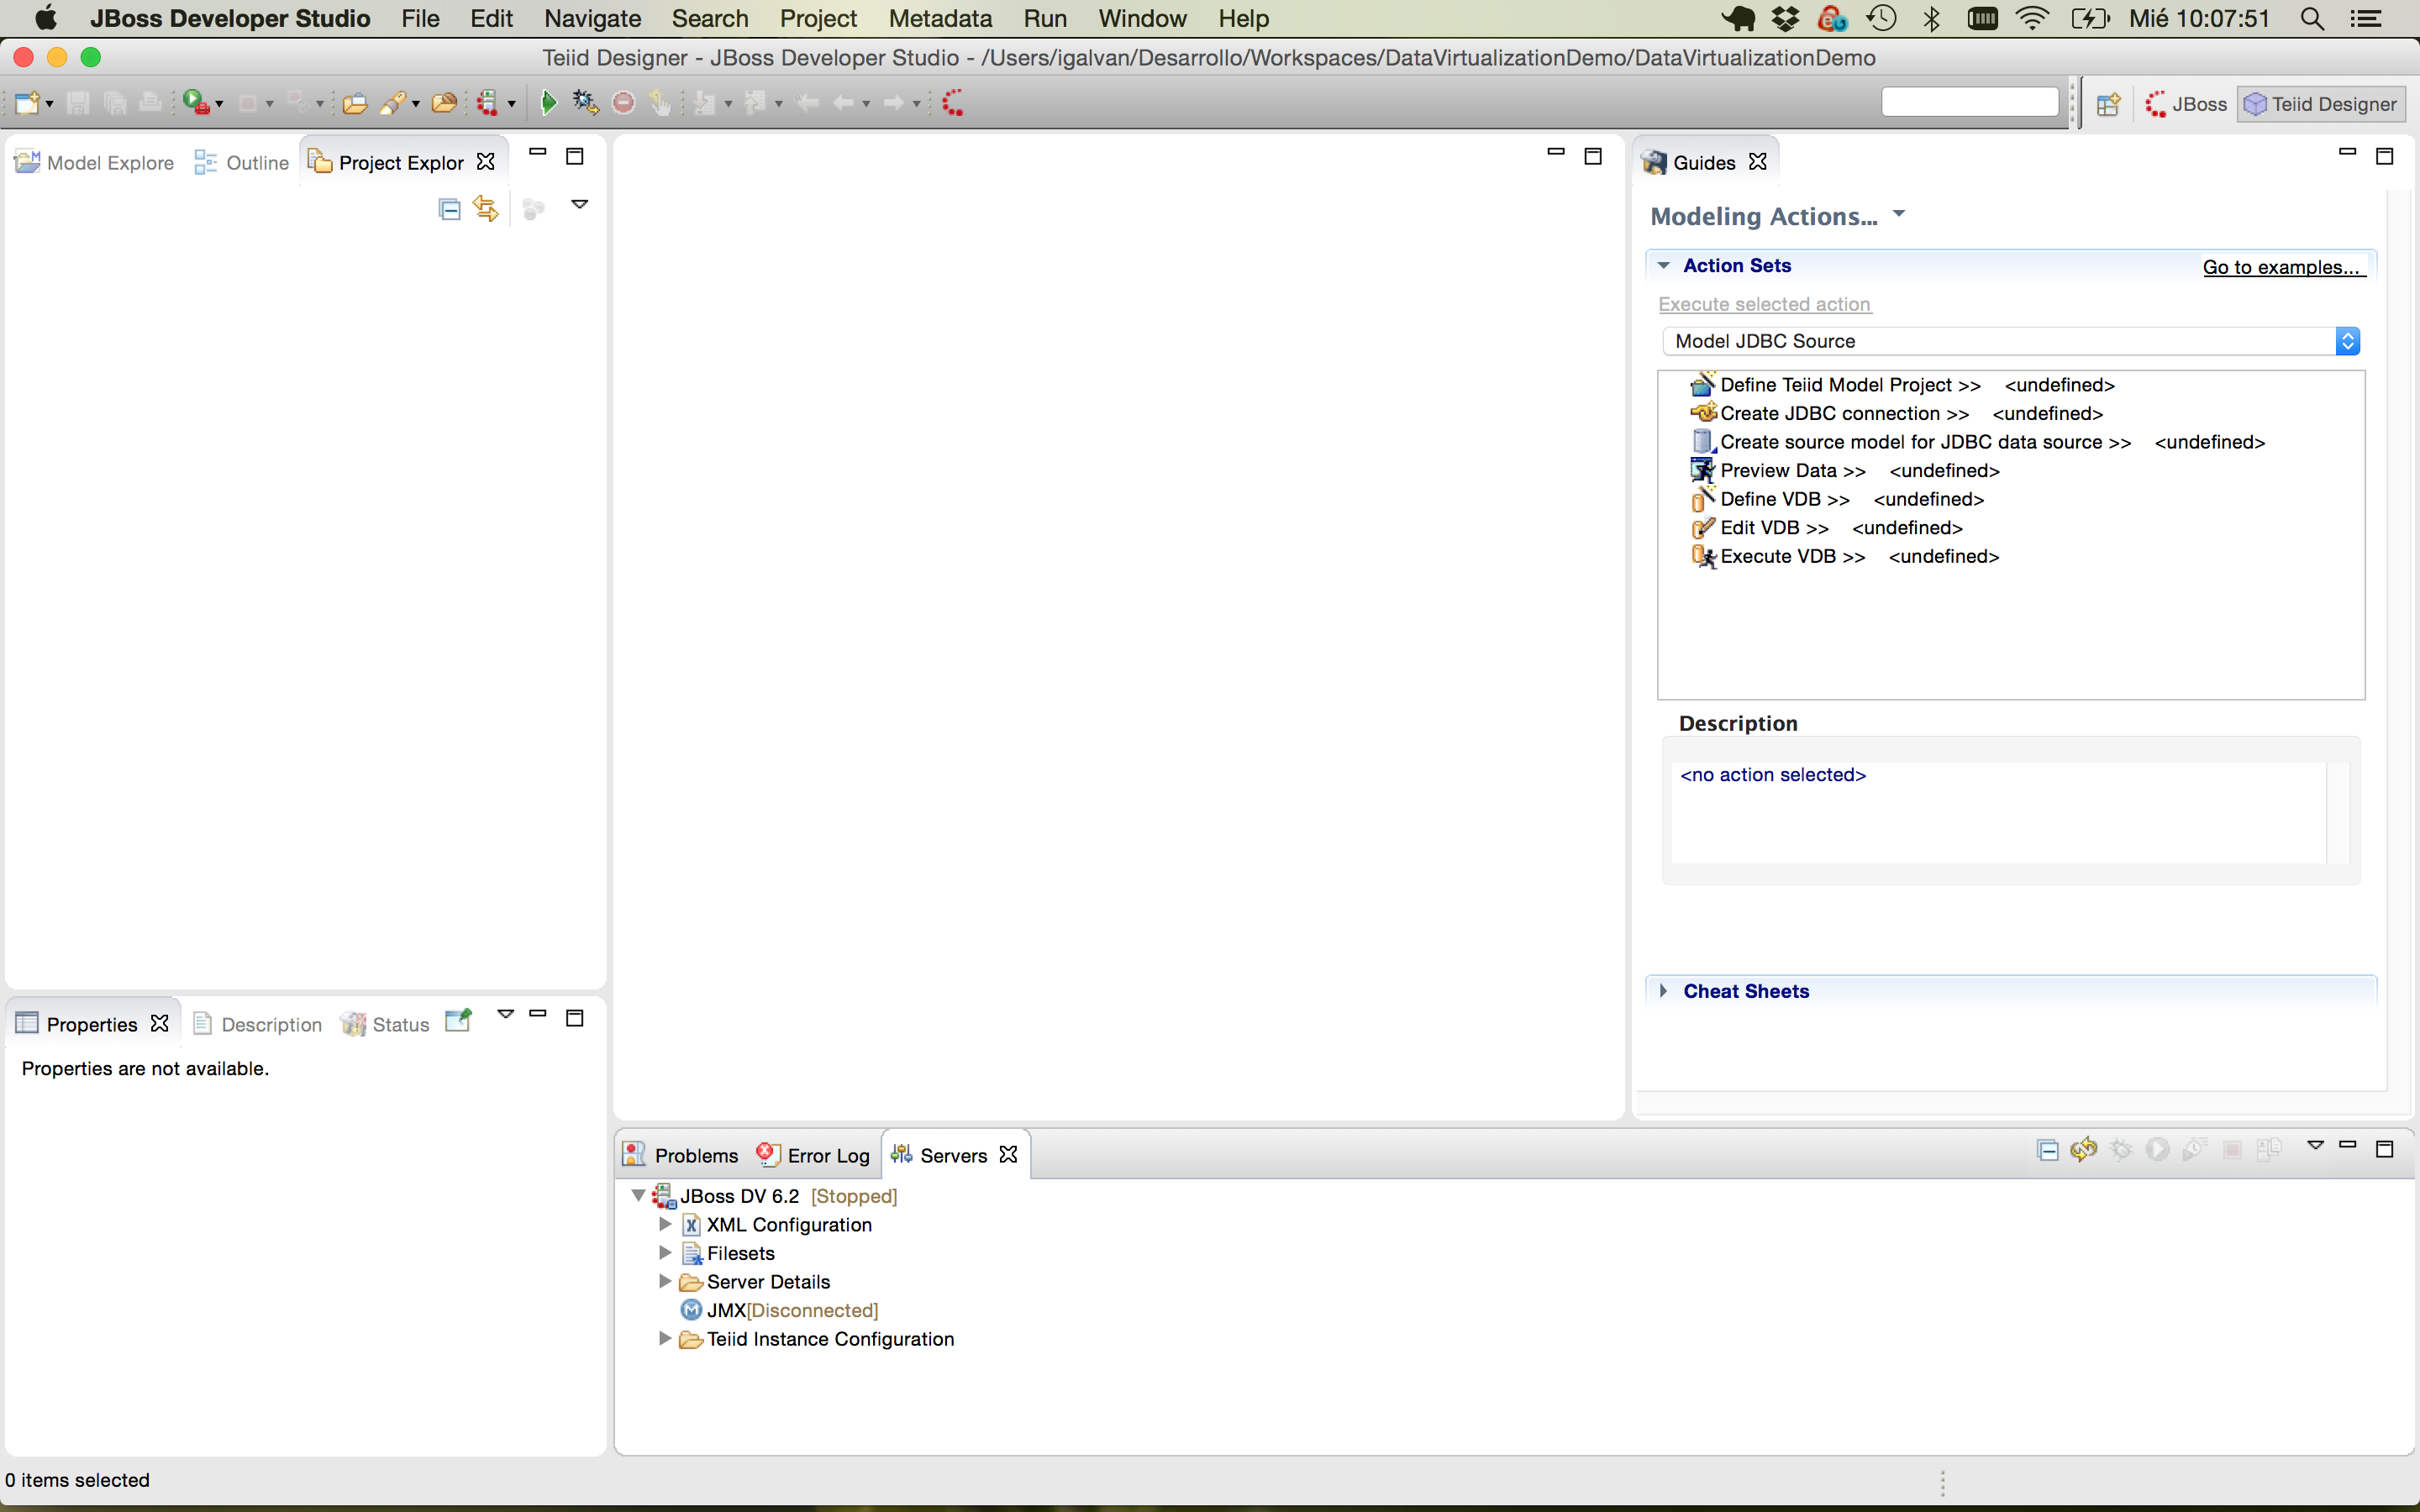 JBoss Developer Studio File Edit Navigate Search Project Metadata Run Window Help Mié 10:07:51
Teiid Designer - JBoss Developer Studio - /Users/igalvan/Desarrollo/Workspaces/DataVirtualizationDemo/DataVirtualizationDemo
JBoss Teiid Designer
Model Explore Outline Project Explor
Guides
Modeling Actions...
Action Sets Go to examples...
Execute selected action
Model JDBC Source
Define Teiid Model Project >> <undefined>
Create JDBC connection >> <undefined>
Create source model for JDBC data source >> <undefined>
Preview Data >> <undefined>
Define VDB >> <undefined>
Edit VDB >> <undefined>
Execute VDB >> <undefined>
Description
<no action selected>
Cheat Sheets
Properties Description Status
Properties are not available.
Problems Error Log Servers
JBoss DV 6.2 [Stopped]
XML Configuration
Filesets
Server Details
JMX[Disconnected]
Teiid Instance Configuration
0 items selected